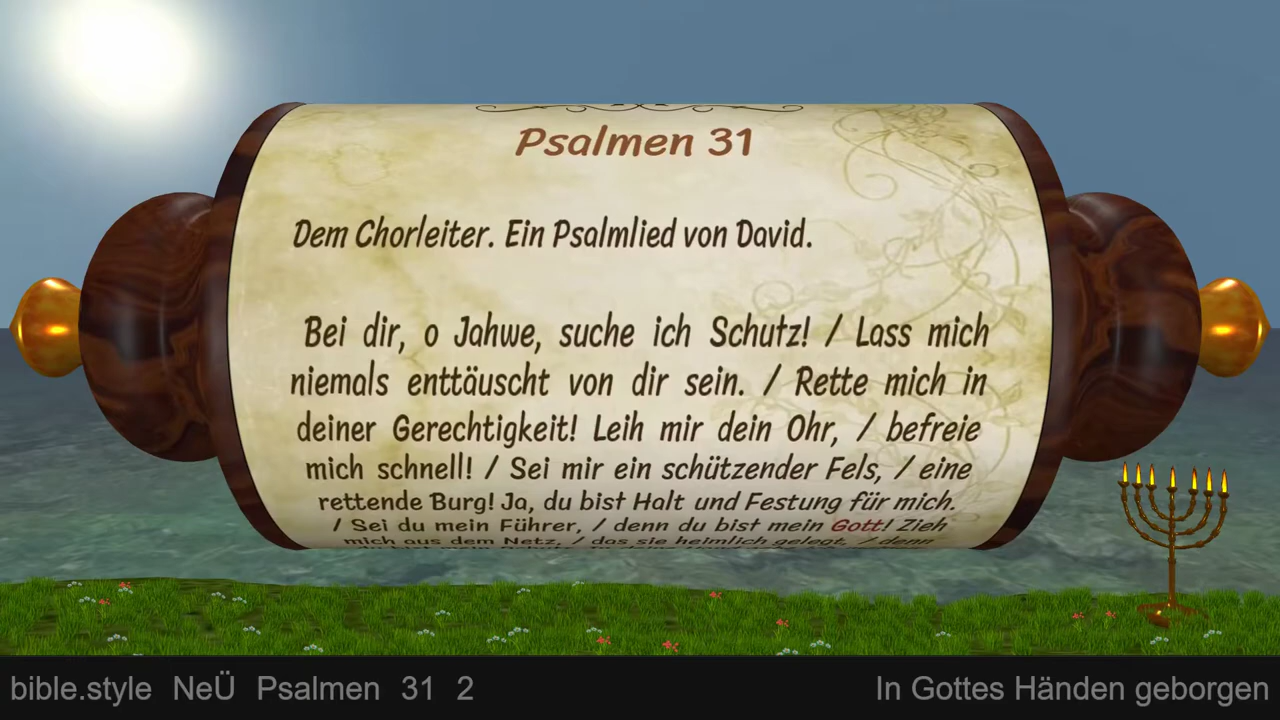 Psalmen 31
Dem Chorleiter. Ein Psalmlied von David.
Bei dir, o Jahwe, suche ich Schutz! / Lass mich
niemals enttäuscht von dir sein. / Rette mich in
deiner Gerechtigkeit! Leih mir dein Ohr, / befreie
mich schnell! / Sei mir ein schützender Fels, / eine
rettende Burg! Ja, du bist Halt und Festung für mich.
/ Sei du mein Führer, / denn du bist mein Gott! Zieh
mich aus dem Netz, / das sie heimlich gelegt, / denn
bible.style NeÜ Psalmen 31 2
In Gottes Händen geborgen